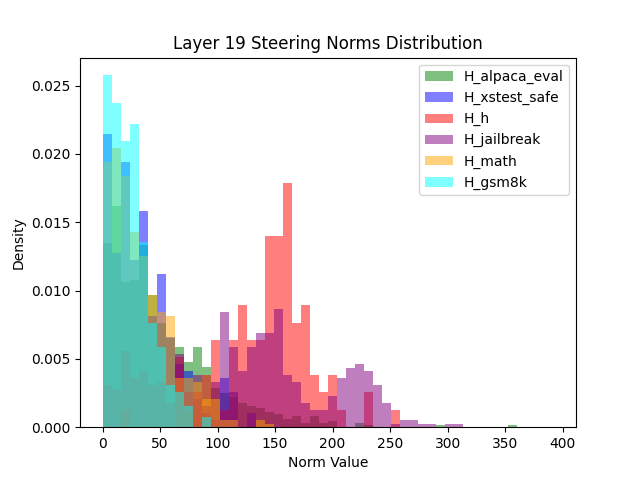 Layer 19 Steering Norms Distribution
0.025
0.020
0.015
0.010
0.005
0.000
Density
0
50
100
150
200
250
300
350
400
Norm Value
H_alpaca_eval
H_xstest_safe
H_h
H_jailbreak
H_math
H_gsm8k